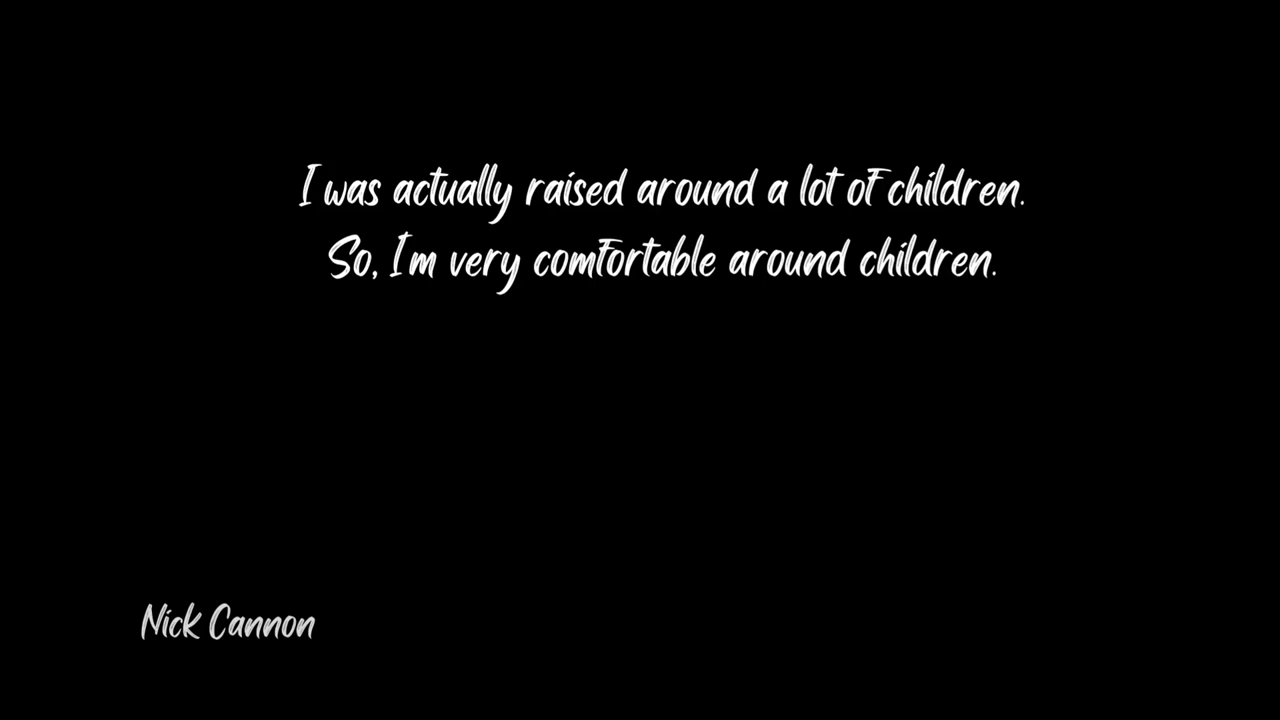 I was actually raised around a lot of children.
So, I'm very comfortable around children.
Nick Cannon